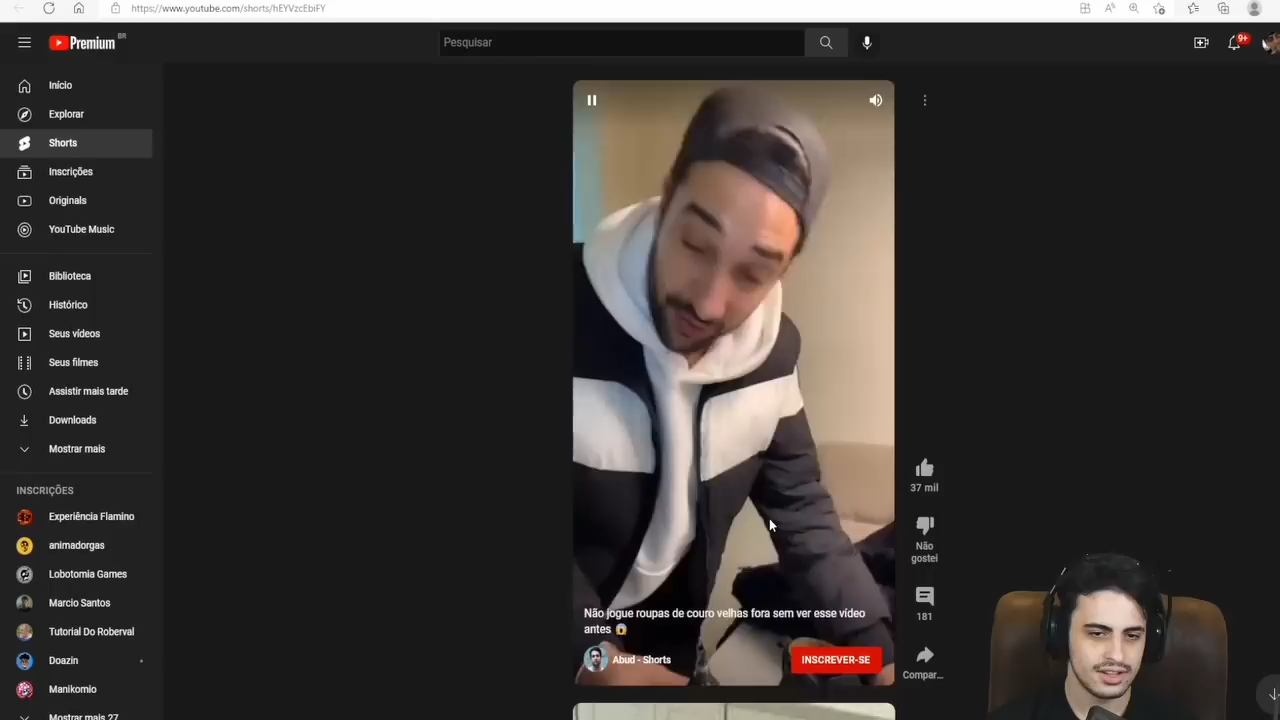 https://www.youtube.com/shorts/hEYVzcEbiFY
Premium BR
Pesquisar
9+
Início
Explorar
Shorts
Inscrições
Originals
YouTube Music
Biblioteca
Histórico
Seus vídeos
Seus filmes
Assistir mais tarde
Downloads
Mostrar mais
INSCRIÇÕES
Experiência Flamino
animadorgas
Lobotomia Games
Marcio Santos
Tutorial Do Roberval
Doazin
Manikomio
Mostrar mais 27
37 mil
Não
gostei
181
Compar...
Não jogue roupas de couro velhas fora sem ver esse vídeo
antes
Abud - Shorts
INSCREVER-SE